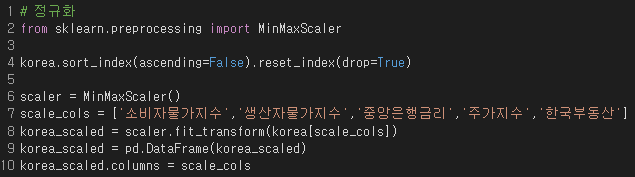 1 # 정규화
2 from sklearn.preprocessing import MinMaxScaler
3
4 korea.sort_index(ascending=False).reset_index(drop=True)
5
6 scaler = MinMaxScaler()
7 scale_cols = ['소비자물가지수','생산자물가지수','중앙은행금리','주가지수','한국부동산']
8 korea_scaled = scaler.fit_transform(korea[scale_cols])
9 korea_scaled = pd.DataFrame(korea_scaled)
10 korea_scaled.columns = scale_cols